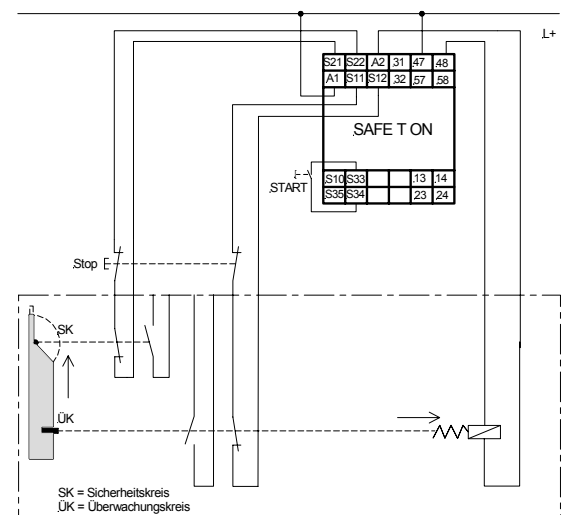 L+
S21 S22 A2 31 47 48
A1 S11 S12 32 57 58
SAFE T ON
S10 S33 13 14
START
S35 S34 23 24
Stop
SK
ÜK
SK = Sicherheitskreis
ÜK = Überwachungskreis